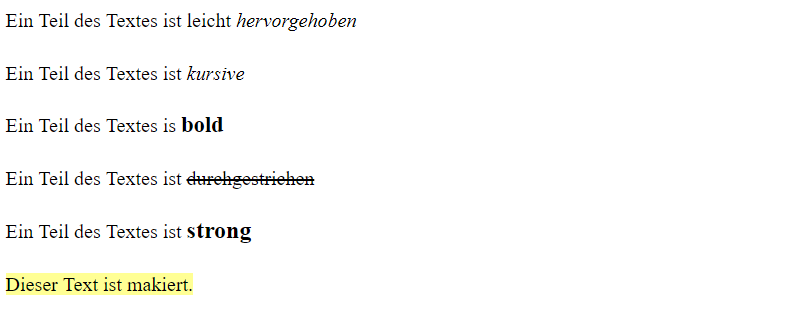 Ein Teil des Textes ist leicht hervorgehoben
Ein Teil des Textes ist kursive
Ein Teil des Textes is bold
Ein Teil des Textes ist durchgestrichen
Ein Teil des Textes ist strong
Dieser Text ist makiert.